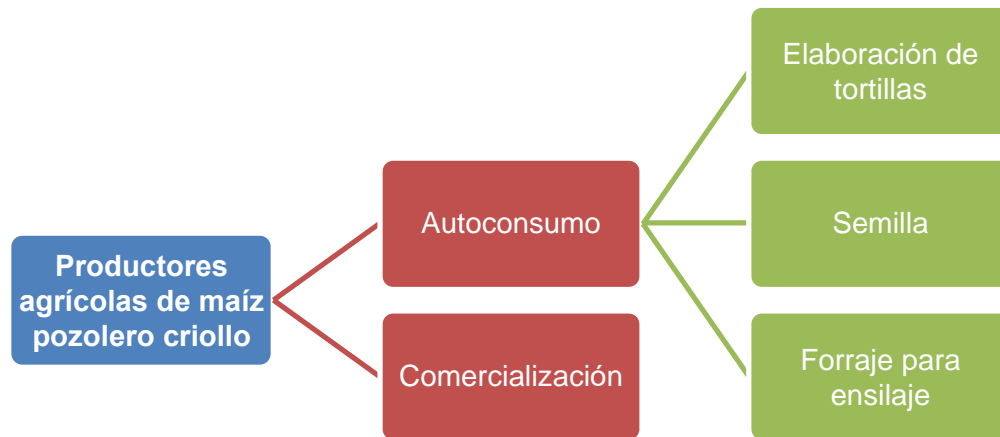 Productores
agrícolas de maíz
pozolero criollo
Autoconsumo
Comercialización
Elaboración de
tortillas
Semilla
Forraje para
ensilaje